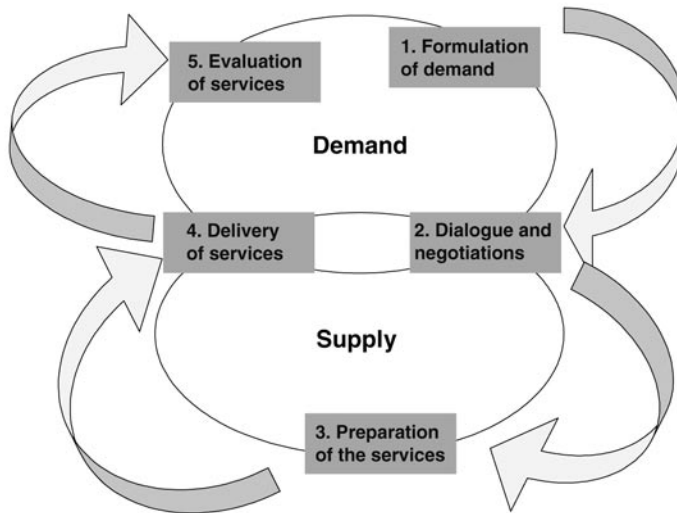 5. Evaluation
of services
1. Formulation
of demand
Demand
4. Delivery
of services
2. Dialogue and
negotiations
Supply
3. Preparation
of the services